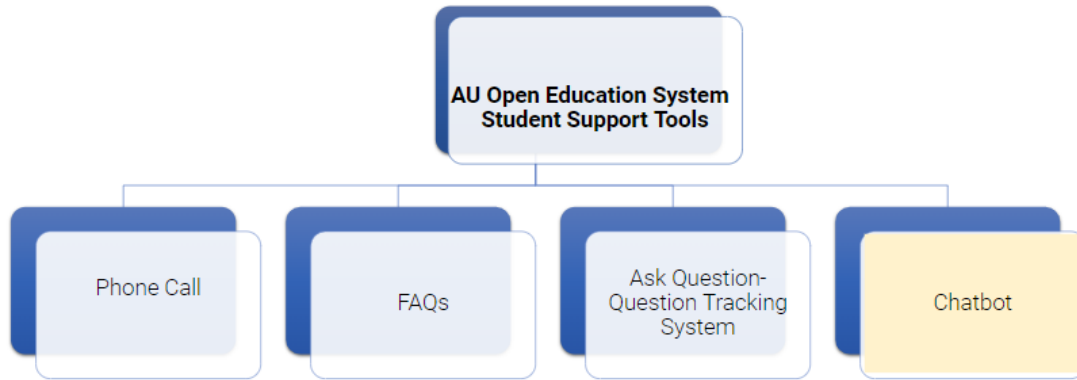 AU Open Education System
Student Support Tools
Phone Call
FAQs
Ask Question-
Question Tracking
System
Chatbot